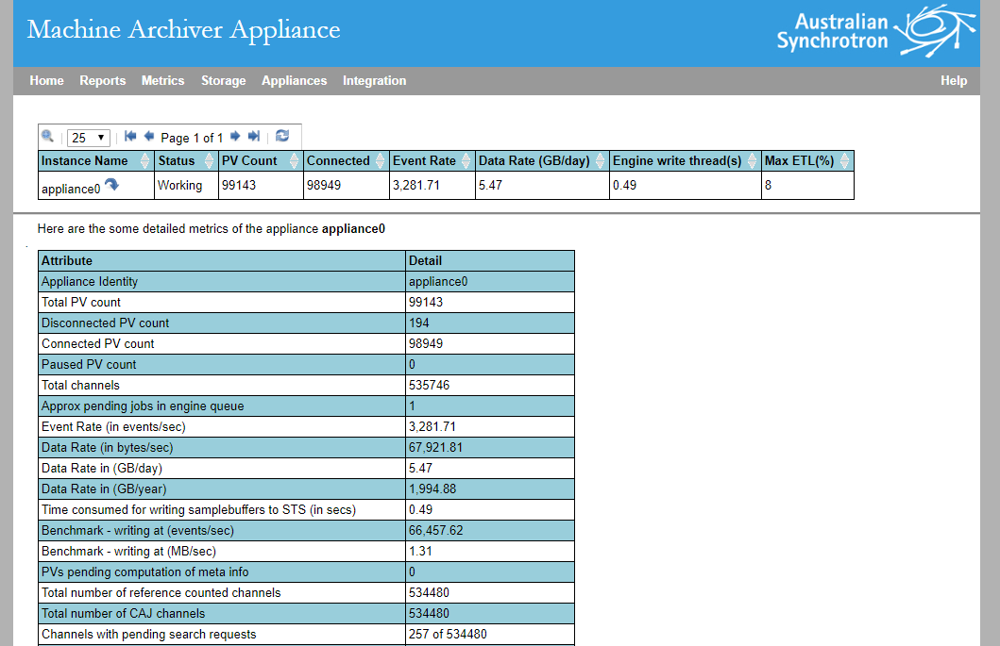 Machine Archiver Appliance
Australian
Synchrotron
Home Reports Metrics Storage Appliances Integration Help
25 Page 1 of 1
Instance Name Status PV Count Connected Event Rate Data Rate (GB/day) Engine write thread(s) Max ETL(%)
appliance0 Working 99143 98949 3,281.71 5.47 0.49 8
Here are the some detailed metrics of the appliance appliance0
Attribute Detail
Appliance Identity appliance0
Total PV count 99143
Disconnected PV count 194
Connected PV count 98949
Paused PV count 0
Total channels 535746
Approx pending jobs in engine queue 1
Event Rate (in events/sec) 3,281.71
Data Rate (in bytes/sec) 67,921.81
Data Rate in (GB/day) 5.47
Data Rate in (GB/year) 1,994.88
Time consumed for writing samplebuffers to STS (in secs) 0.49
Benchmark - writing at (events/sec) 66,457.62
Benchmark - writing at (MB/sec) 1.31
PVs pending computation of meta info 0
Total number of reference counted channels 534480
Total number of CAJ channels 534480
Channels with pending search requests 257 of 534480